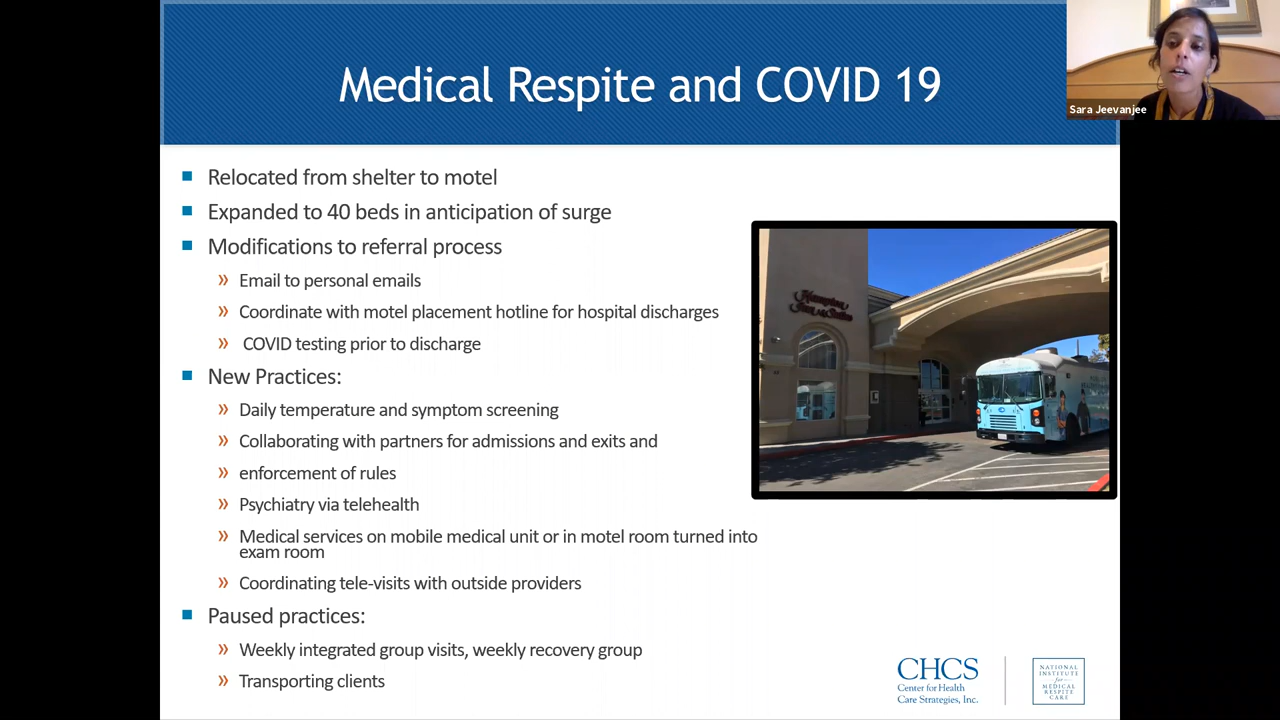 Medical Respite and COVID 19
Sara Jeevanjee
Relocated from shelter to motel
Expanded to 40 beds in anticipation of surge
Modifications to referral process
Email to personal emails
Coordinate with motel placement hotline for hospital discharges
COVID testing prior to discharge
New Practices:
Daily temperature and symptom screening
Collaborating with partners for admissions and exits and
enforcement of rules
Psychiatry via telehealth
Medical services on mobile medical unit or in motel room turned into
exam room
Coordinating tele-visits with outside providers
Paused practices:
Weekly integrated group visits, weekly recovery group
Transporting clients
Hampton
Inn & Suites
CHCS
Center for Health
Care Strategies, Inc.
NATIONAL
INSTITUTE
for
MEDICAL
RESPITE
CARE